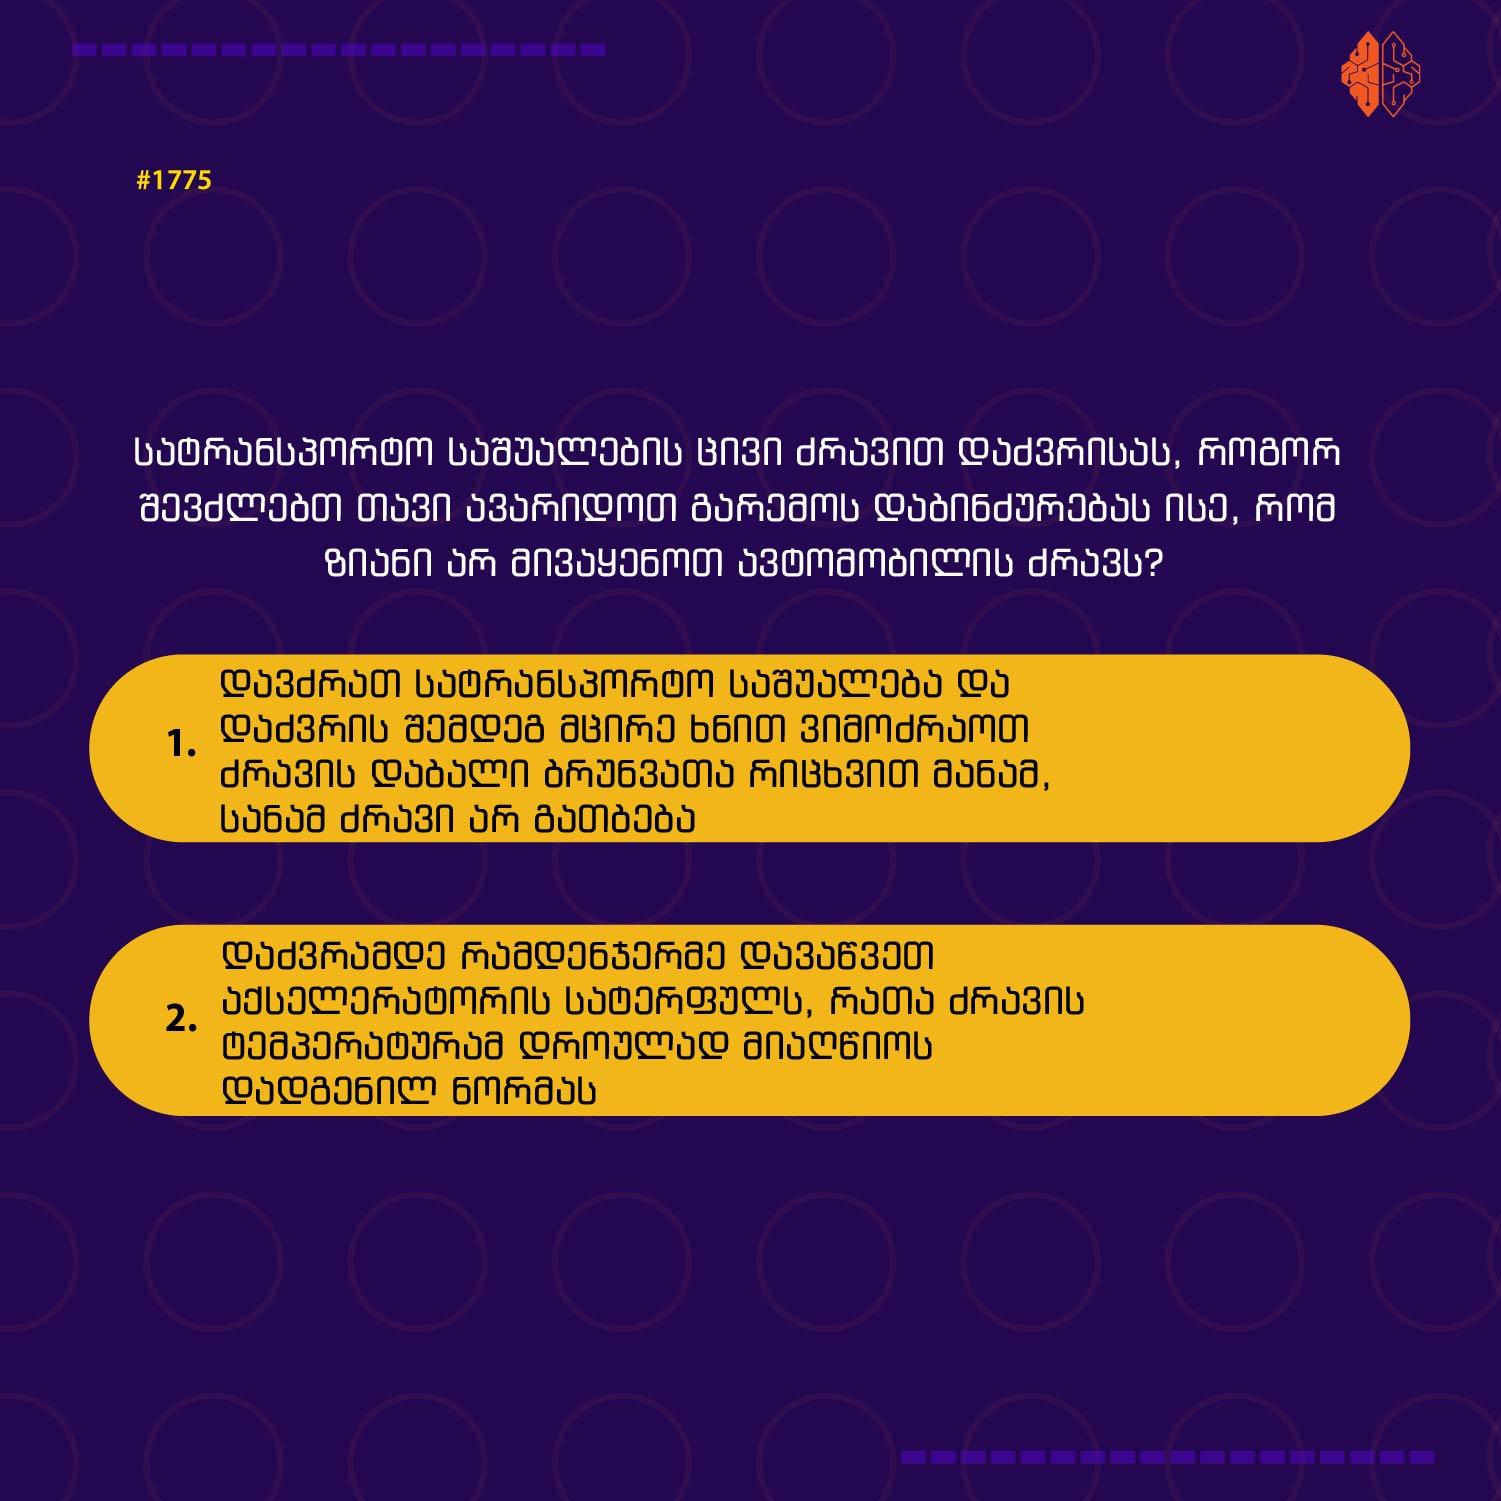 #1775
სატრანსპორტო საშუალების ცივი ძრავით დაძვრისას, როგორ
შევძლებთ თავი ავარიდოთ გარემოს დაბინძურებას ისე, რომ
ზიანი არ მივაყენოთ ავტომობილის ძრავს?
1. დავძრათ სატრანსპორტო საშუალება და
დაძვრის შემდეგ მცირე ხნით ვიმოძრაოთ
ძრავის დაბალი ბრუნვათა რიცხვით მანამ,
სანამ ძრავი არ გათბება
2. დაძვრამდე რამდენჯერმე დავაწვეთ
აქსელერატორის სატერფულს, რათა ძრავის
ტემპერატურამ დროულად მიაღწიოს
დადგენილ ნორმას